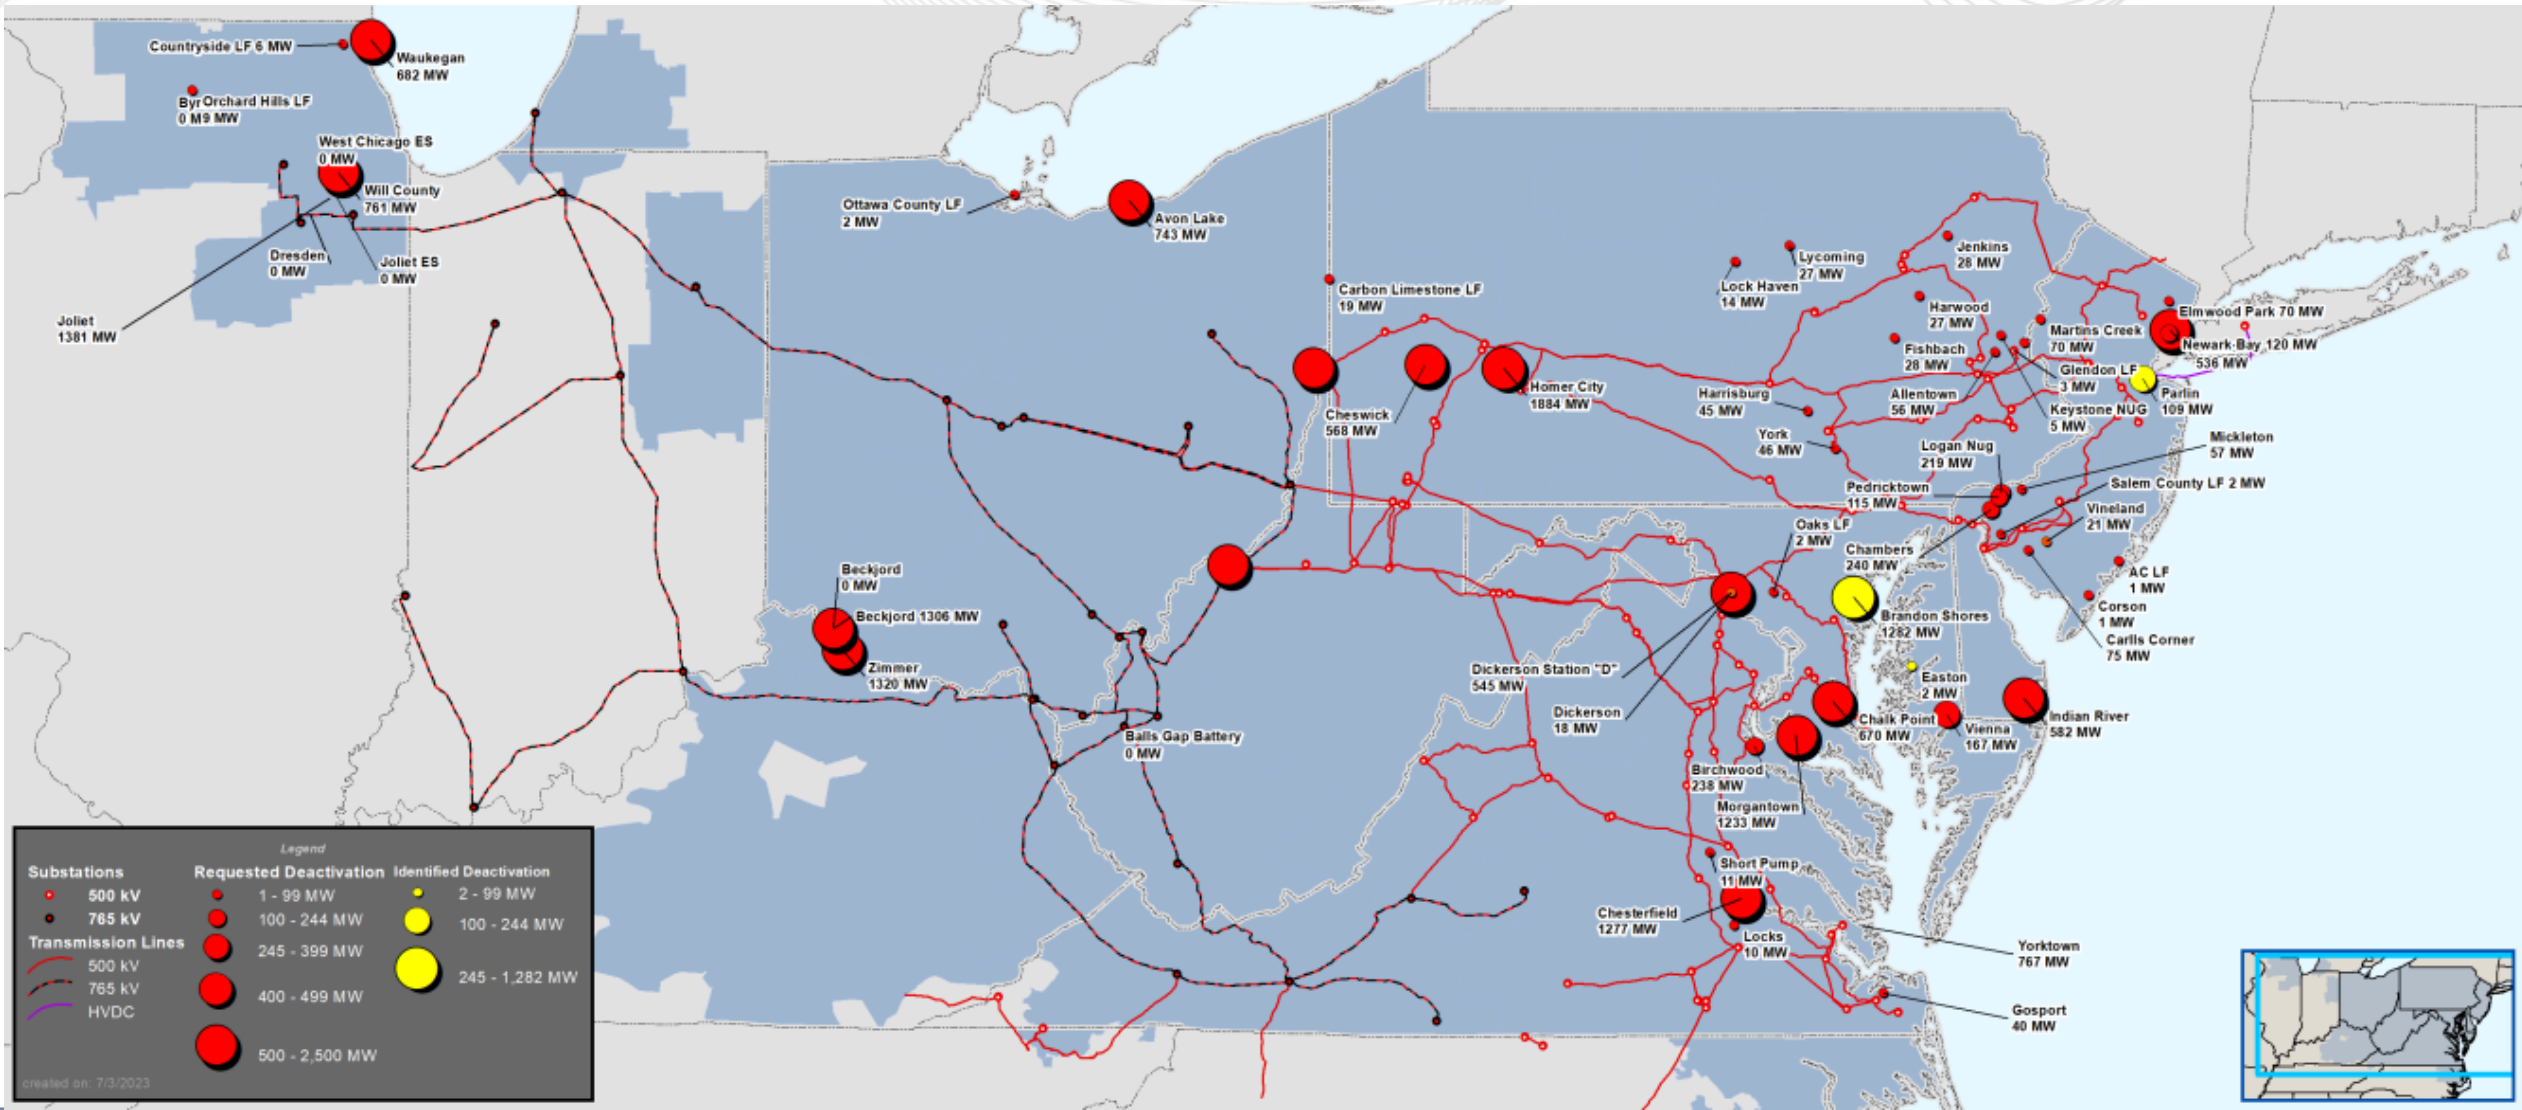 Countryside LF 6 MW
Waukegan
682 MW
Byr Orchard Hills LF
0 M 9 MW
West Chicago ES
0 MW
Will County
761 MW
Dresden
0 MW
Joliet ES
0 MW
Joliet
1381 MW
Ottawa County LF
2 MW
Avon Lake
743 MW
Carbon Limestone LF
19 MW
Lycoming
27 MW
Lock Haven
14 MW
Jenkins
28 MW
Harwood
27 MW
Elmwood Park 70 MW
Martins Creek
70 MW
Newark Bay 120 MW
536 MW
Fishbach
28 MW
Glendon LF
3 MW
Homer City
1884 MW
Cheswick
568 MW
Harrisburg
45 MW
Allentown
56 MW
Parlin
109 MW
Keystone NUG
5 MW
York
46 MW
Logan Nug
219 MW
Mickleton
57 MW
Pedricktown
115 MW
Salem County LF 2 MW
Vineland
21 MW
Oaks LF
2 MW
Chambers
240 MW
AC LF
1 MW
Corson
1 MW
Carlls Corner
75 MW
Beckjord
0 MW
Beckjord 1306 MW
Zimmer
1320 MW
Brandon Shores
1282 MW
Dickerson Station "D"
545 MW
Easton
2 MW
Dickerson
18 MW
Chalk Point
670 MW
Vienna
167 MW
Indian River
582 MW
Balls Gap Battery
0 MW
Birchwood
238 MW
Morgantown
1233 MW
Short Pump
11 MW
Chesterfield
1277 MW
Locks
10 MW
Yorktown
767 MW
Gosport
40 MW
Legend
Substations
500 kV
765 kV
Transmission Lines
500 kV
765 kV
HVDC
Requested Deactivation
1 - 99 MW
100 - 244 MW
245 - 399 MW
400 - 499 MW
500 - 2,500 MW
Identified Deactivation
2 - 99 MW
100 - 244 MW
245 - 1,282 MW
created on: 7/3/2023